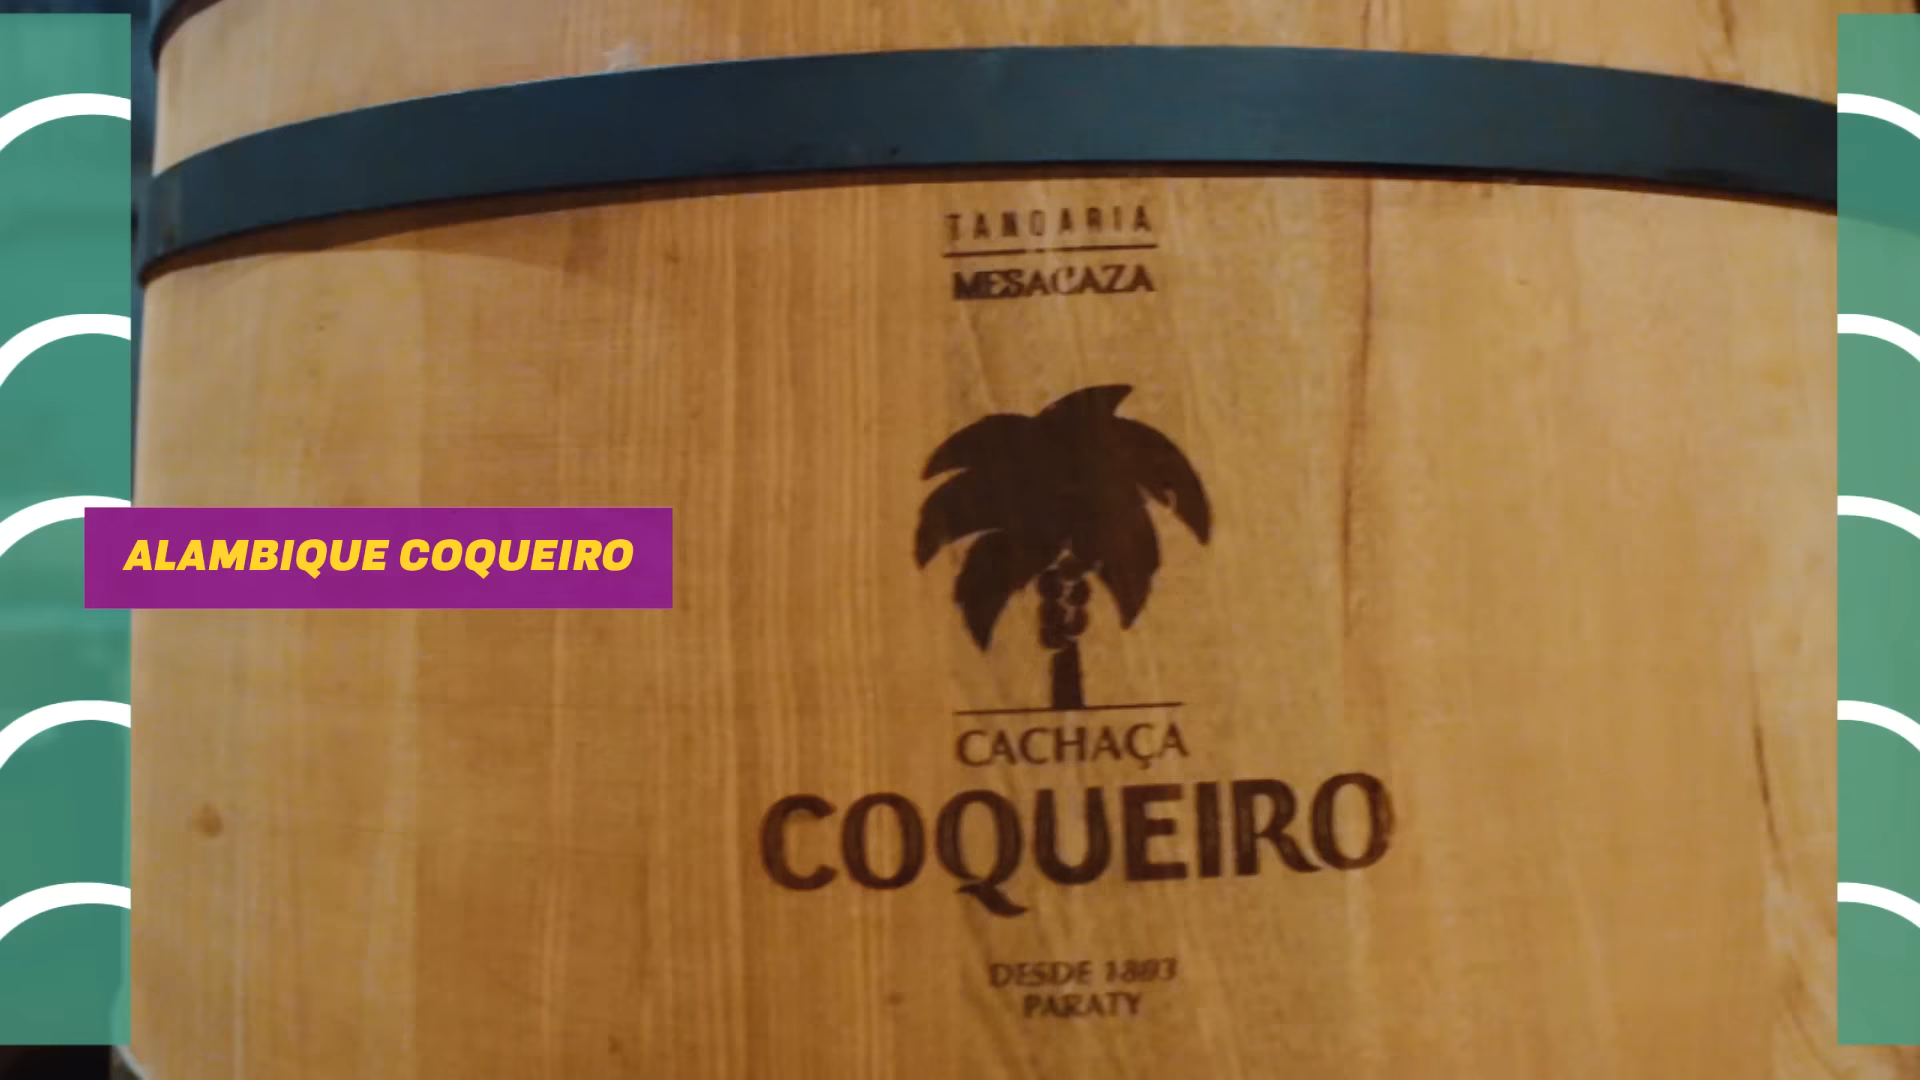 TANOARIA
MESACAZA
ALAMBIQUE COQUEIRO
CACHAÇA
COQUEIRO
DESDE 1803
PARATY